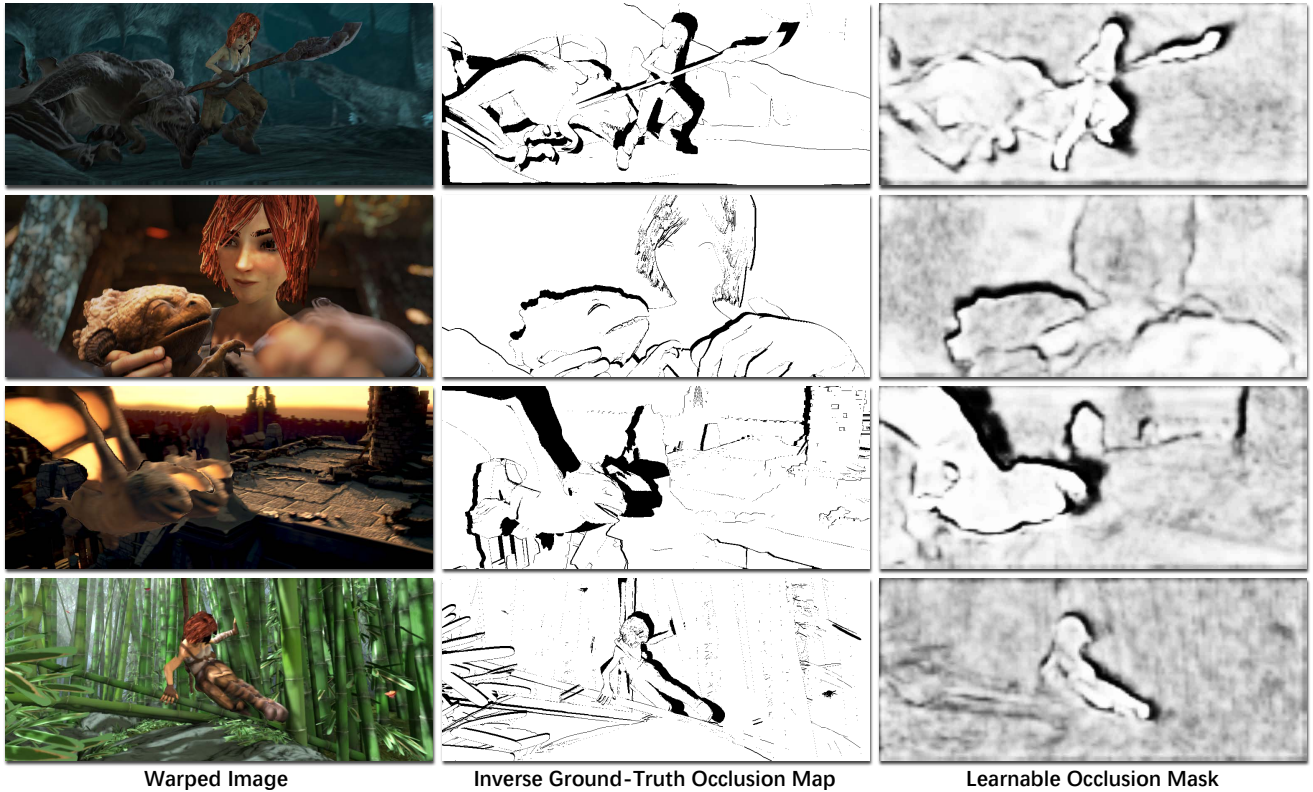 Warped Image
Inverse Ground-Truth Occlusion Map
Learnable Occlusion Mask